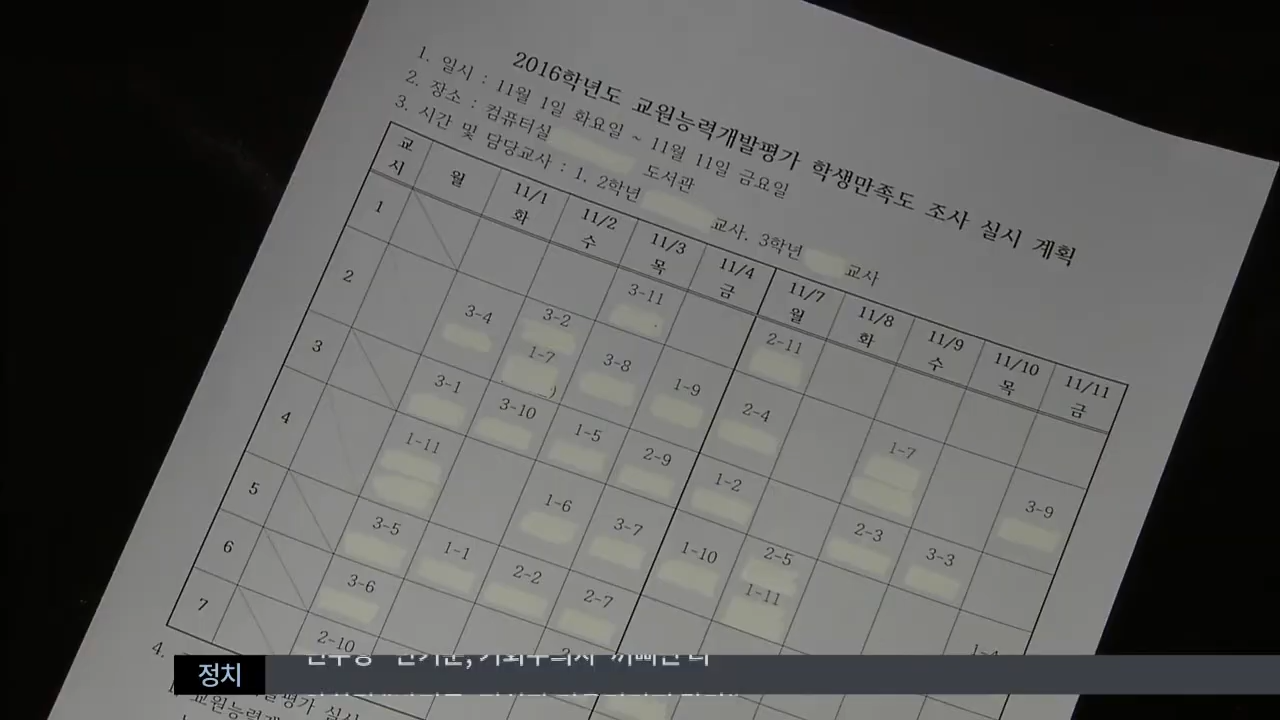 2016학년도 교원능력개발평가 학생만족도 조사 실시 계획
1. 일시 : 11월 1일 화요일 ~ 11월 11일 금요일
2. 장소 : 컴퓨터실 도서관
3. 시간 및 담당교사 : 1. 2학년 교사. 3학년 교사
교시 월 11/1 화 11/2 수 11/3 목 11/4 금 11/7 월 11/8 화 11/9 수 11/10 목 11/11 금
1 3-11 2-11
2 3-4 3-2 1-7 3-8 1-9 2-4 1-7 3-9
3 3-1 3-10 1-5 2-9 1-2 2-3 3-3
4 1-11 1-6 3-7 1-10 2-5 1-11
5 3-5 1-1 2-2 2-7
6 3-6
7 2-10
4.
교원능력개
정치